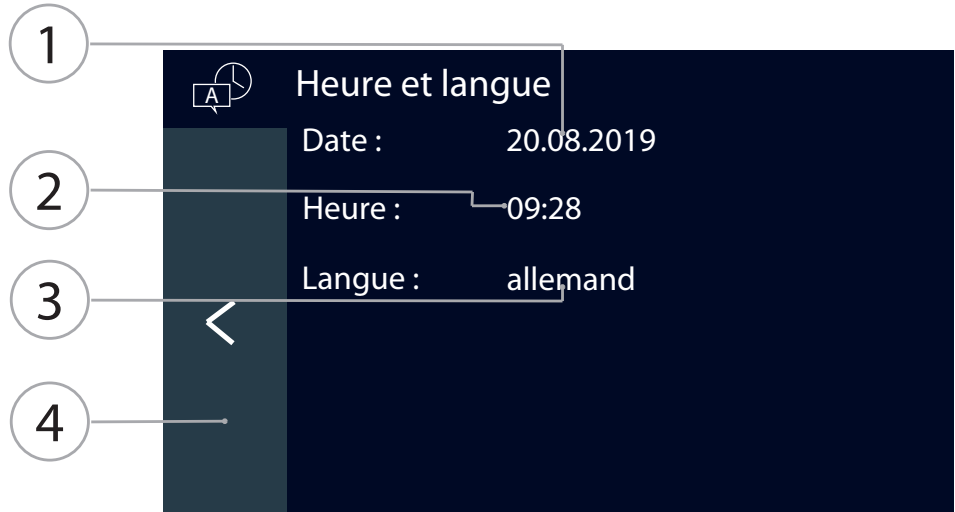 1
A Heure et langue
Date : 20.08.2019
2
Heure : 09:28
3
Langue : allemand
4